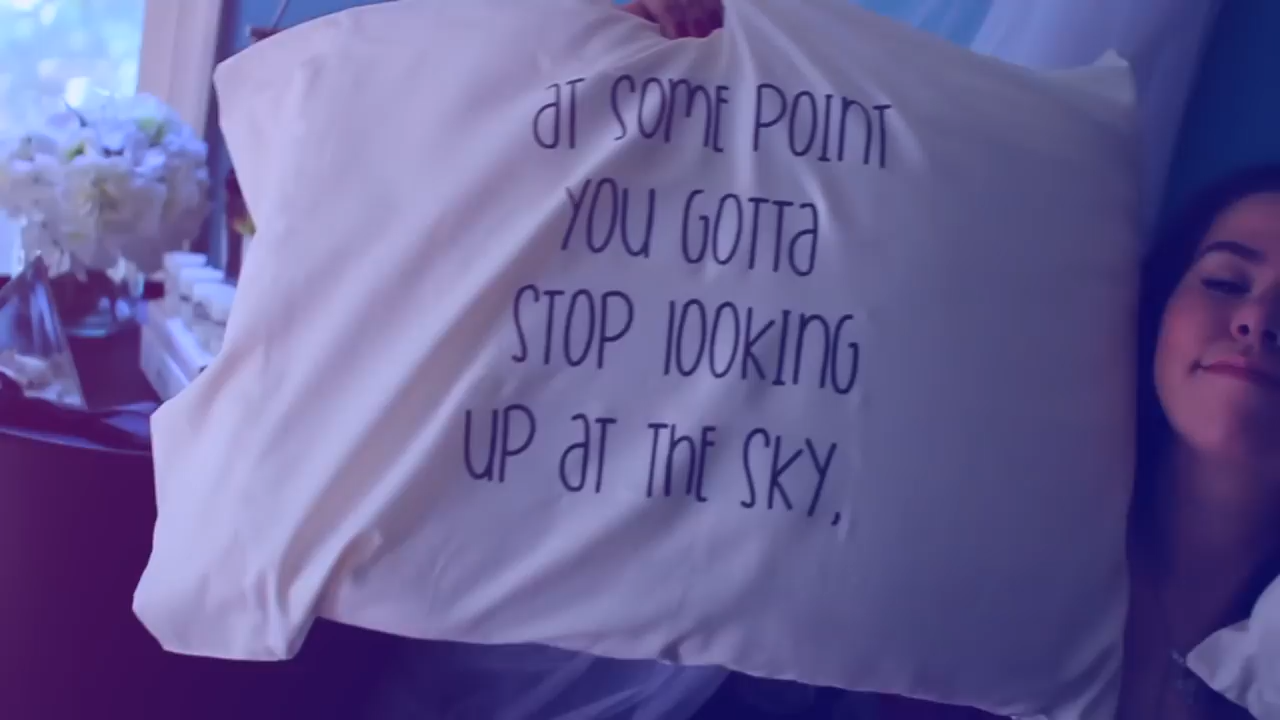 at some point
you gotta
stop looking
up at the sky,